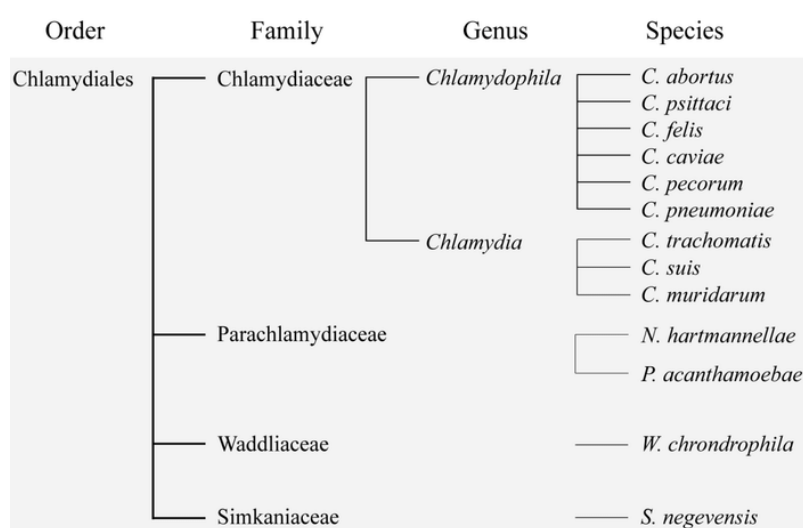 Order Family Genus Species
Chlamydiales Chlamydiaceae Chlamydophila C. abortus
C. psittaci
C. felis
C. caviae
C. pecorum
C. pneumoniae
Chlamydia C. trachomatis
C. suis
C. muridarum
Parachlamydiaceae N. hartmannellae
P. acanthamoebae
Waddliaceae W. chrondrophila
Simkaniaceae S. negevensis